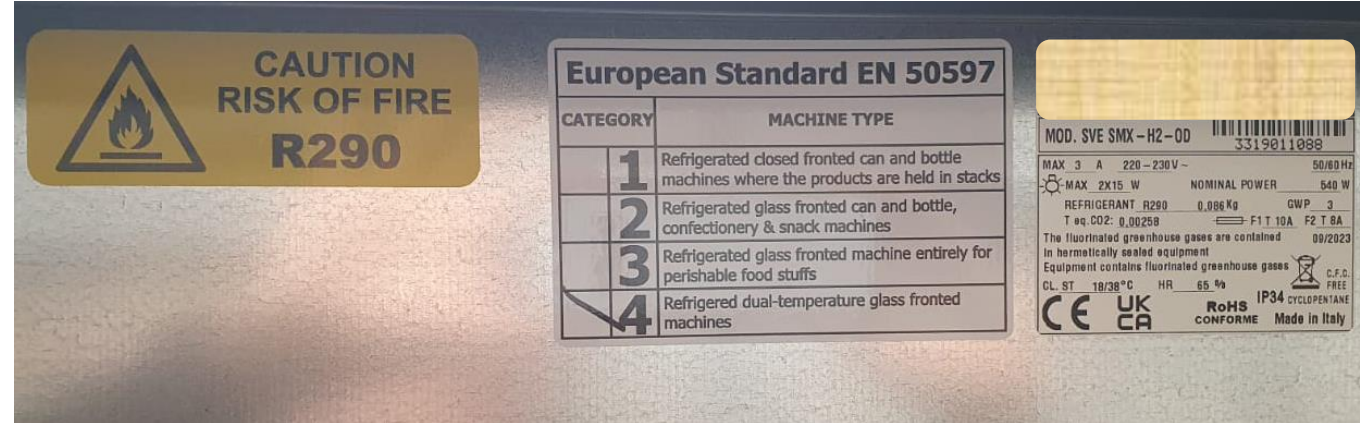 CAUTION
RISK OF FIRE
R290
European Standard EN 50597
CATEGORY MACHINE TYPE
1 Refrigerated closed fronted can and bottle
machines where the products are held in stacks
2 Refrigerated glass fronted can and bottle,
confectionery & snack machines
3 Refrigerated glass fronted machine entirely for
perishable food stuffs
4 Refrigered dual-temperature glass fronted
machines
MOD. SVE SMX-H2-OD
3319011088
MAX 3 A 220-230V~ 50/60 Hz
MAX 2X15 W NOMINAL POWER 540 W
REFRIGERANT R290 0,086 Kg GWP 3
T eq.CO2: 0,00258 F1 T 10A F2 T 8A
The fluorinated greenhouse gases are contained 09/2023
in hermetically sealed equipment
Equipment contains fluorinated greenhouse gases
C.F.C.
FREE
CL. ST 18/38°C HR 65 % IP34 CYCLOPENTANE
CE UK
CA
RoHS
CONFORME Made in Italy